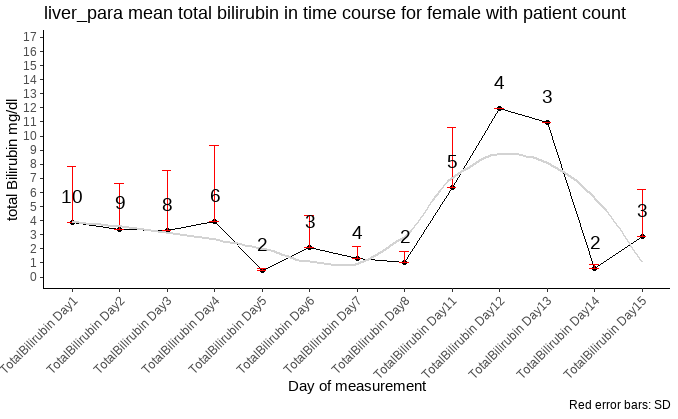 liver_para mean total bilirubin in time course for female with patient count
total Bilirubin mg/dl
17
16
15
14
13
12
11
10
9
8
7
6
5
4
3
2
1
0
10
9
8
6
2
3
4
2
5
4
3
2
3
TotalBilirubin Day1
TotalBilirubin Day2
TotalBilirubin Day3
TotalBilirubin Day4
TotalBilirubin Day5
TotalBilirubin Day6
TotalBilirubin Day7
TotalBilirubin Day8
TotalBilirubin Day11
TotalBilirubin Day12
TotalBilirubin Day13
TotalBilirubin Day14
TotalBilirubin Day15
Day of measurement
Red error bars: SD